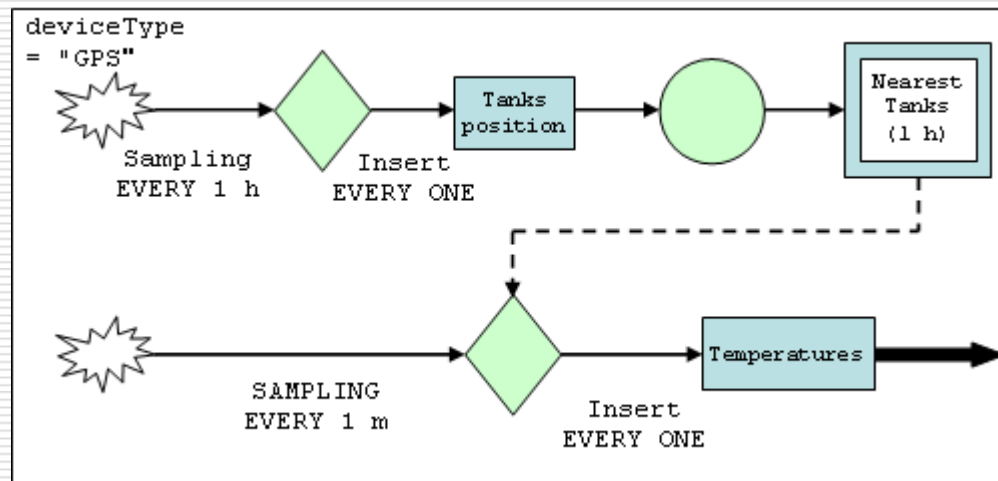 deviceType
= "GPS"
Sampling
EVERY 1 h
Insert
EVERY ONE
Tanks
position
Nearest
Tanks
(1 h)
SAMPLING
EVERY 1 m
Insert
EVERY ONE
Temperatures